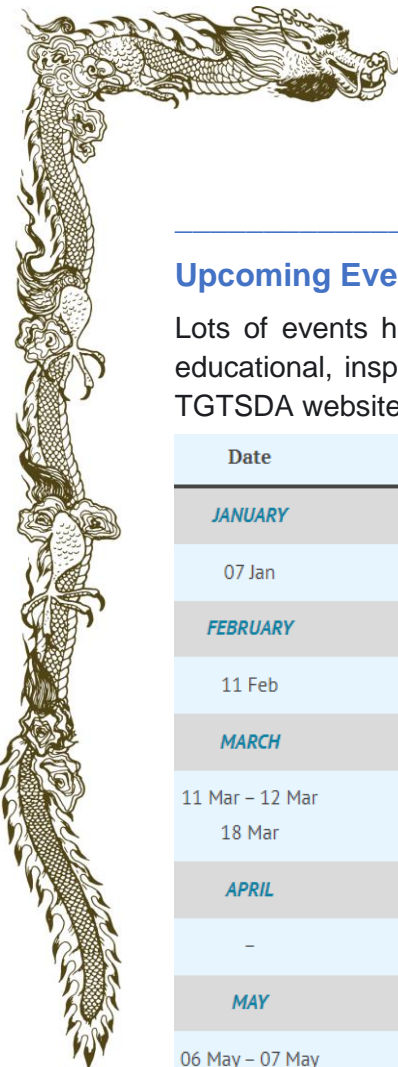 Upcoming Eve
Lots of events h
educational, insp
TGTSDA website
Date
JANUARY
07 Jan
FEBRUARY
11 Feb
MARCH
11 Mar – 12 Mar
18 Mar
APRIL
–
MAY
06 May – 07 May